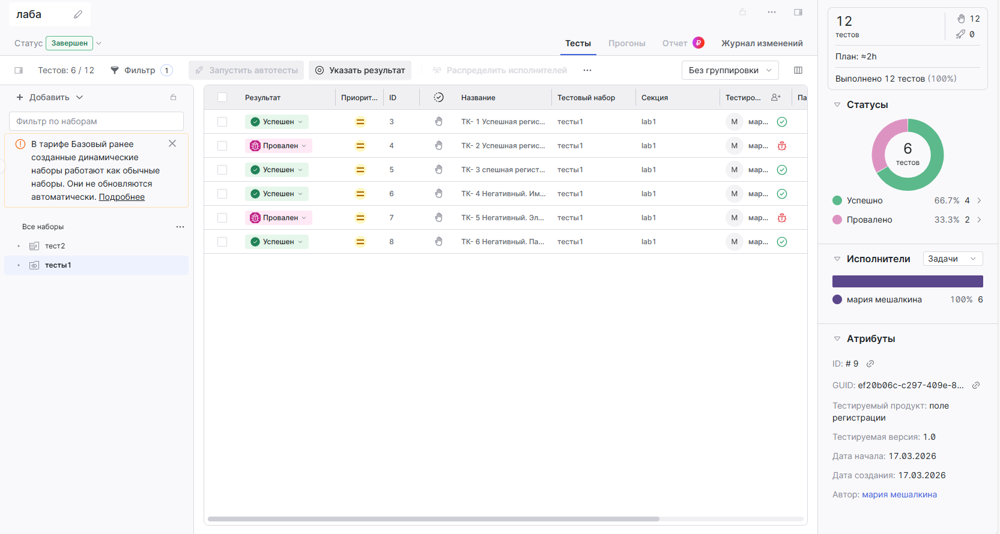 лаба
Статус Завершен
Тесты Прогоны Отчет ₽ Журнал изменений
Тестов: 6 / 12 Фильтр 1 Запустить автотесты Указать результат Распределить исполнителей Без группировки
Добавить
Фильтр по наборам
В тарифе Базовый ранее
созданные динамические
наборы работают как обычные
наборы. Они не обновляются
автоматически. Подробнее
Все наборы
тест2
тесты1
Результат Приорит... ID Название Тестовый набор Секция Тестиро... Па
Успешен 3 ТК- 1 Успешная регис... тесты1 lab1 М мар...
Провален 4 ТК- 2 Успешная регис... тесты1 lab1 М мар...
Успешен 5 ТК- 3 спешная регист... тесты1 lab1 М мар...
Успешен 6 ТК- 4 Негативный. Им... тесты1 lab1 М мар...
Провален 7 ТК- 5 Негативный. Эл... тесты1 lab1 М мар...
Успешен 8 ТК- 6 Негативный. Па... тесты1 lab1 М мар...
12
тестов
12
0
План: ≈2h
Выполнено 12 тестов (100%)
Статусы
6
тестов
Успешно 66.7% 4
Провалено 33.3% 2
Исполнители Задачи
мария мешалкина 100% 6
Атрибуты
ID: # 9
GUID: ef20b06c-c297-409e-8...
Тестируемый продукт: поле
регистрации
Тестируемая версия: 1.0
Дата начала: 17.03.2026
Дата создания: 17.03.2026
Автор: мария мешалкина